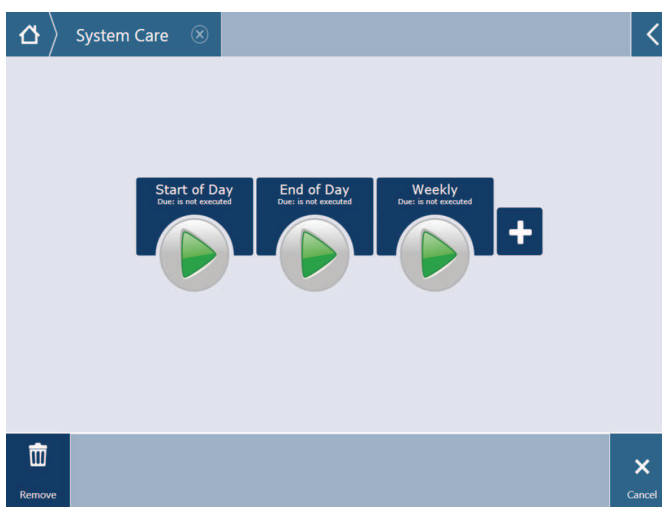 System Care
Start of Day
Due: is not executed
End of Day
Due: is not executed
Weekly
Due: is not executed
Remove
Cancel